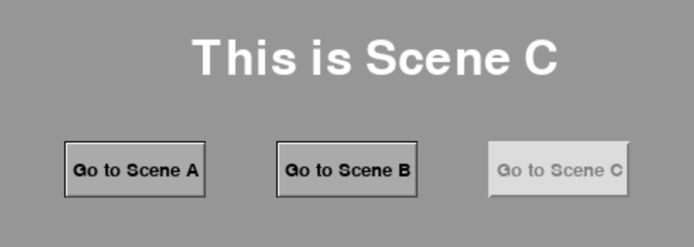 This is Scene C
Go to Scene A
Go to Scene B
Go to Scene C